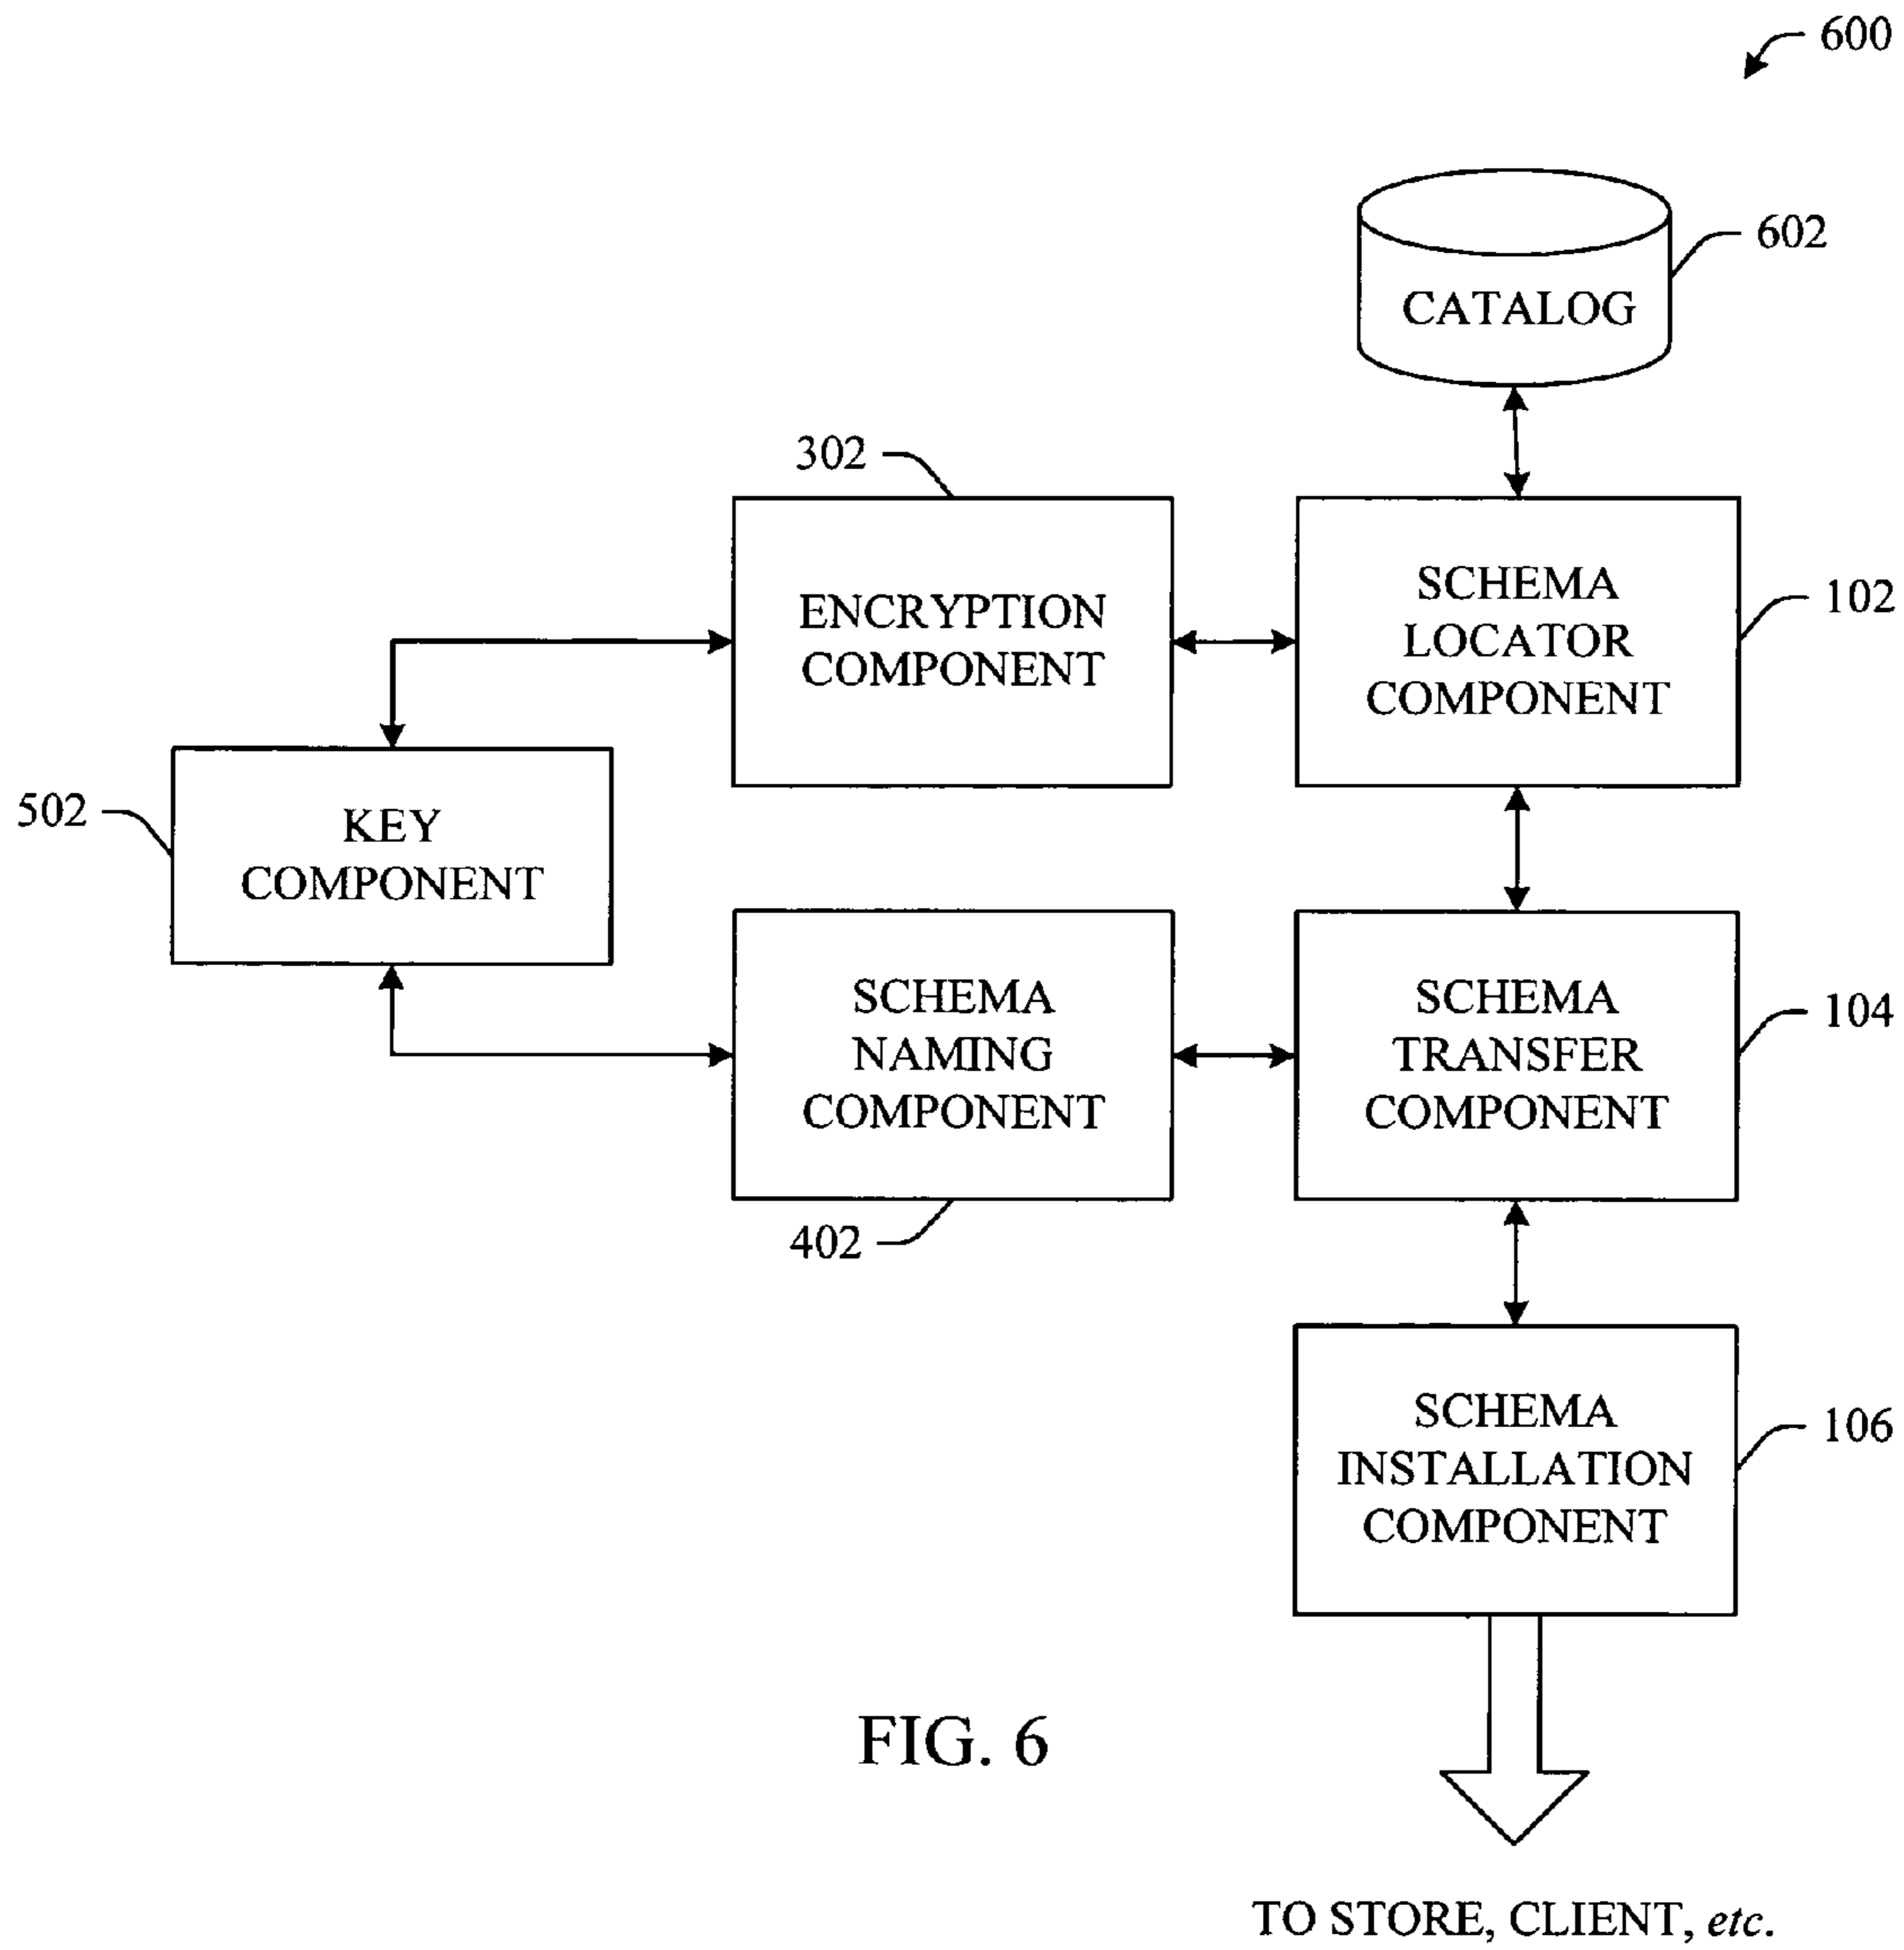 600
602
CATALOG
302
ENCRYPTION
COMPONENT
SCHEMA
LOCATOR
COMPONENT
102
502
KEY
COMPONENT
SCHEMA
NAMING
COMPONENT
402
SCHEMA
TRANSFER
COMPONENT
104
SCHEMA
INSTALLATION
COMPONENT
106
FIG. 6
TO STORE, CLIENT, etc.